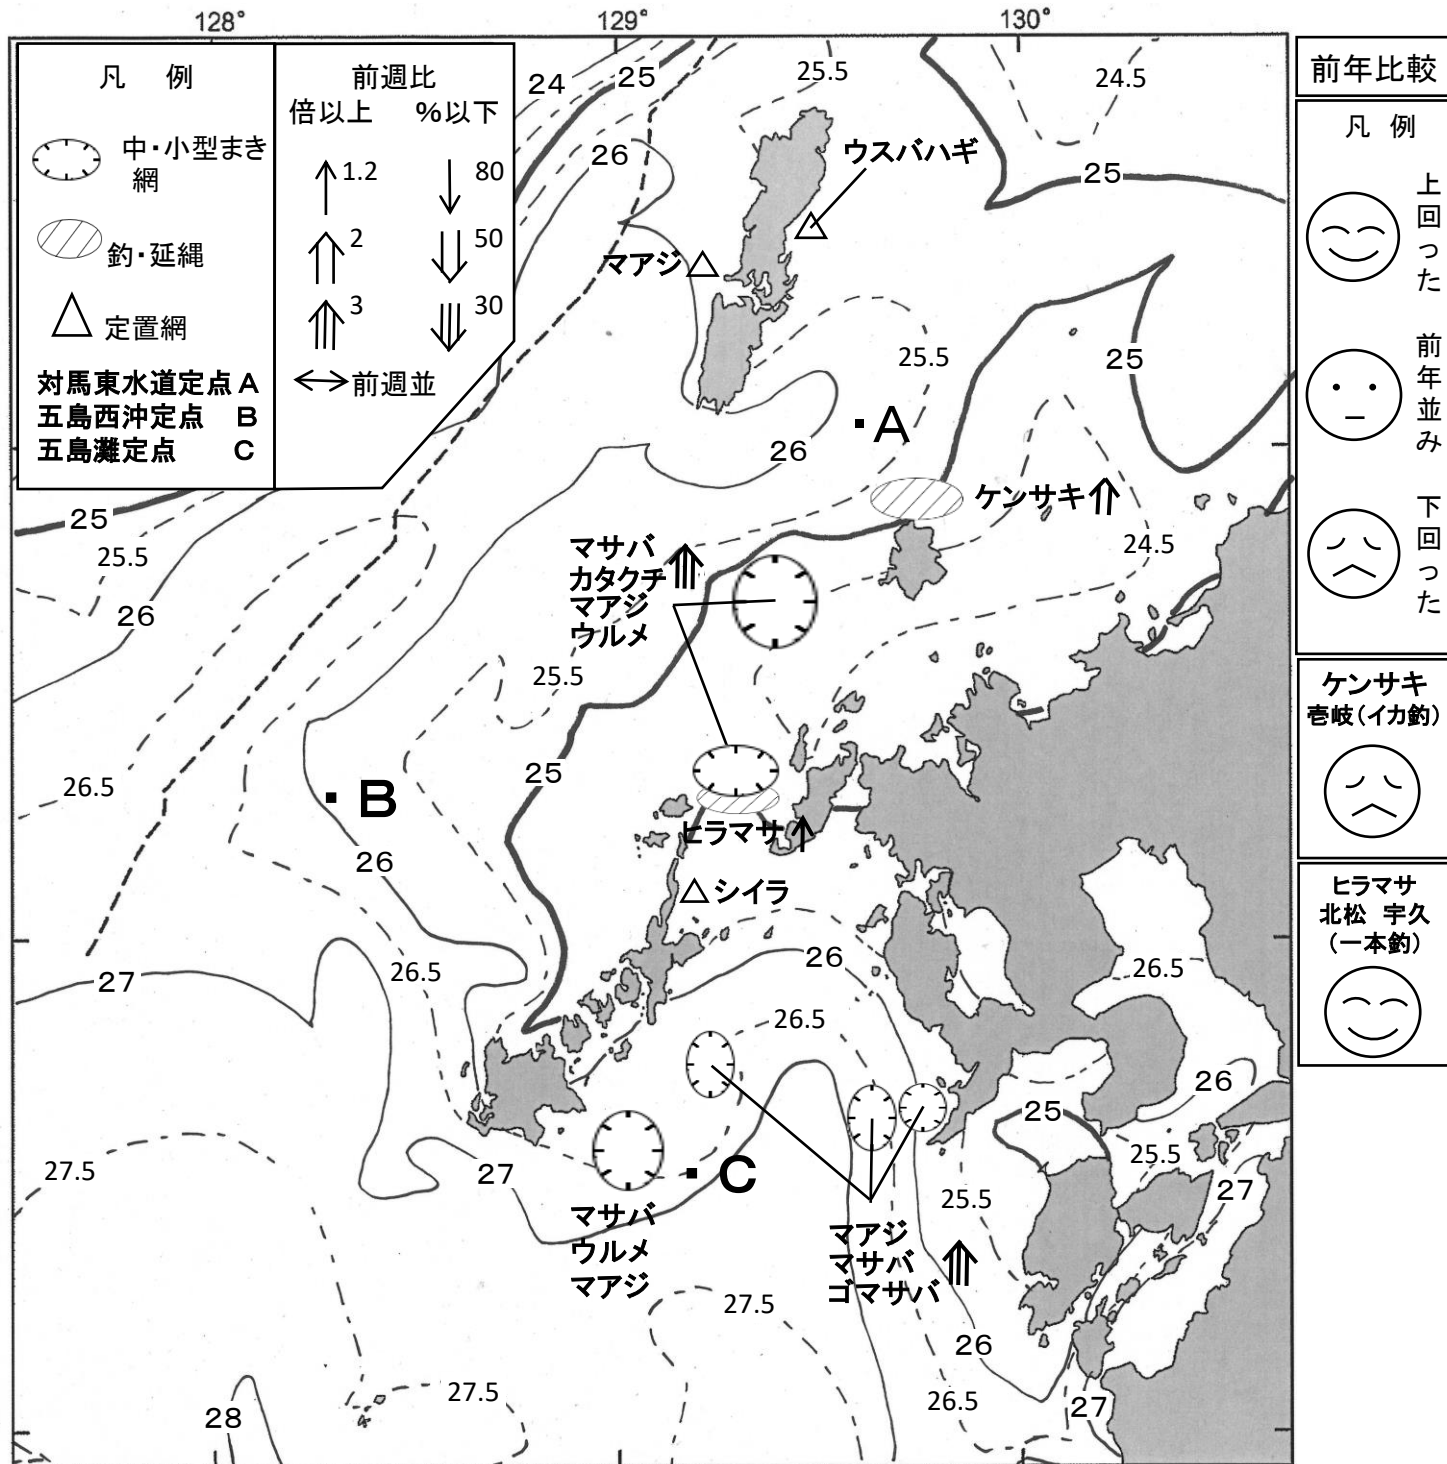 128°
129°
130°
凡 例
中・小型まき
網
釣・延縄
定置網
対馬東水道定点 A
五島西沖定点 B
五島灘定点 C
前週比
倍以上 %以下
1.2 80
2 50
3 30
前週並
24
25
25.5
24.5
26
ウスバハギ
25
マアジ
25.5
25
A
26
ケンサキ
25
25.5
24.5
マサバ
カタクチ
マアジ
ウルメ
26
25.5
25
26.5
B
ヒラマサ
26
シイラ
26
27
26.5
26.5
26.5
26
25
25.5
27.5
27
C
25.5
27
マサバ
ウルメ
マアジ
マアジ
マサバ
ゴマサバ
27.5
26
27.5
26.5
28
27
前年比較
凡 例
上回った
前年並み
下回った
ケンサキ
壱岐(イカ釣)
ヒラマサ
北松 宇久
(一本釣)